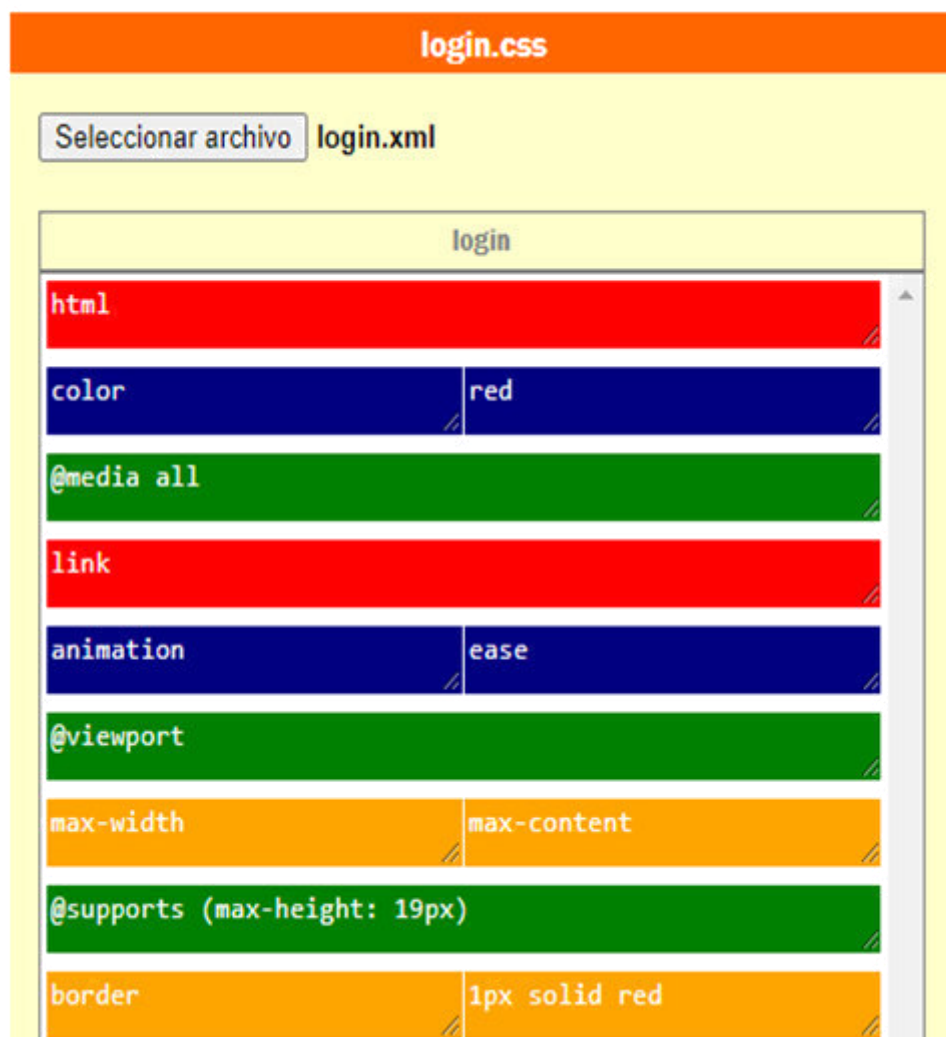 login.css
Seleccionar archivo login.xml
login
html
color red
@media all
link
animation ease
@viewport
max-width max-content
@supports (max-height: 19px)
border 1px solid red